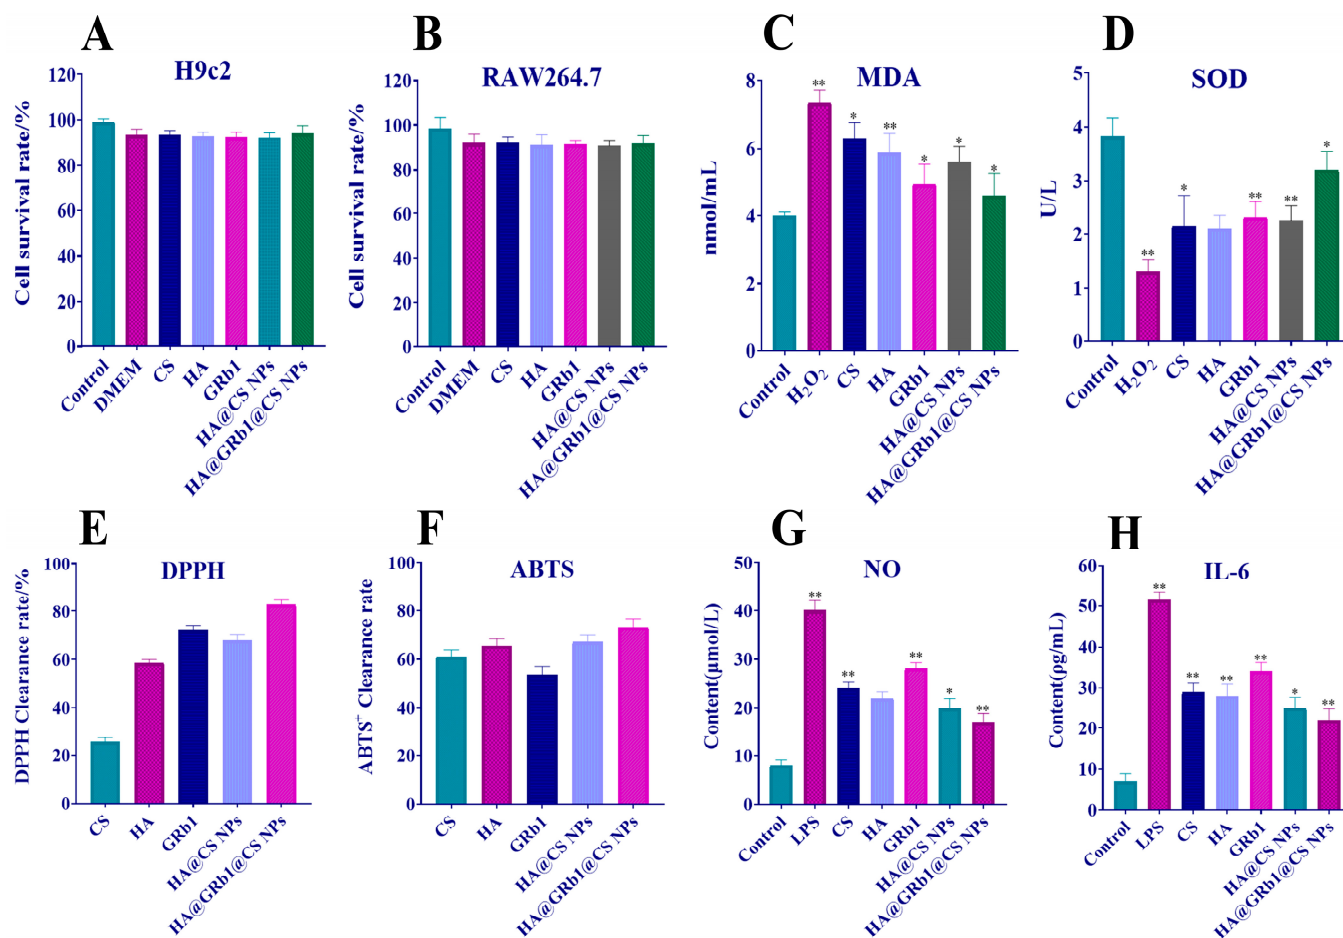 A
H9c2
Cell survival rate/%
120
100
80
60
40
20
0
Control
DMEM
CS
HA
GRb1
HA@CS NPs
HA@GRb1@CS NPs
B
RAW264.7
Cell survival rate/%
120
100
80
60
40
20
0
Control
DMEM
CS
HA
GRb1
HA@CS NPs
HA@GRb1@CS NPs
C
MDA
nmol/mL
8
6
4
2
0
**
*
**
*
*
*
Control
H₂O₂
CS
HA
GRb1
HA@CS NPs
HA@GRb1@CS NPs
D
SOD
U/L
5
4
3
2
1
0
**
*
**
**
*
Control
H₂O₂
CS
HA
GRb1
HA@CS NPs
HA@GRb1@CS NPs
E
DPPH
DPPH Clearance rate/%
100
80
60
40
20
0
CS
HA
GRb1
HA@CS NPs
HA@GRb1@CS NPs
F
ABTS
ABTS⁺ Clearance rate
100
80
60
40
20
0
CS
HA
GRb1
HA@CS NPs
HA@GRb1@CS NPs
G
NO
Content(μmol/L)
50
40
30
20
10
0
**
**
**
*
**
Control
LPS
CS
HA
GRb1
HA@CS NPs
HA@GRb1@CS NPs
H
IL-6
Content(ρg/mL)
60
50
40
30
20
10
0
**
**
**
**
*
**
Control
LPS
CS
HA
GRb1
HA@CS NPs
HA@GRb1@CS NPs